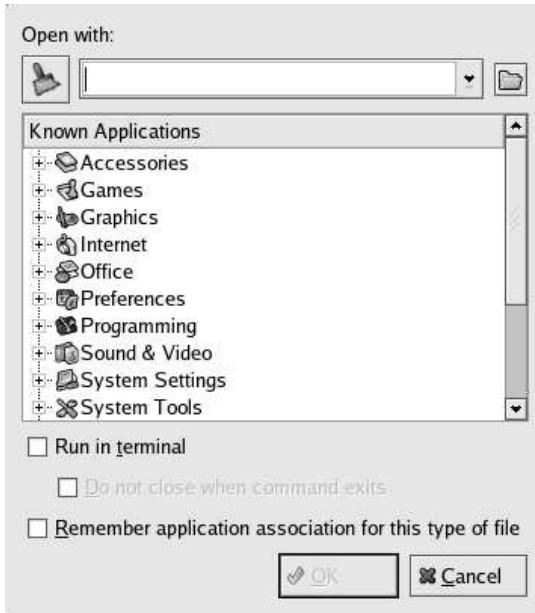 Open with:
Known Applications
Accessories
Games
Graphics
Internet
Office
Preferences
Programming
Sound & Video
System Settings
System Tools
Run in terminal
Do not close when command exits
Remember application association for this type of file
OK
Cancel